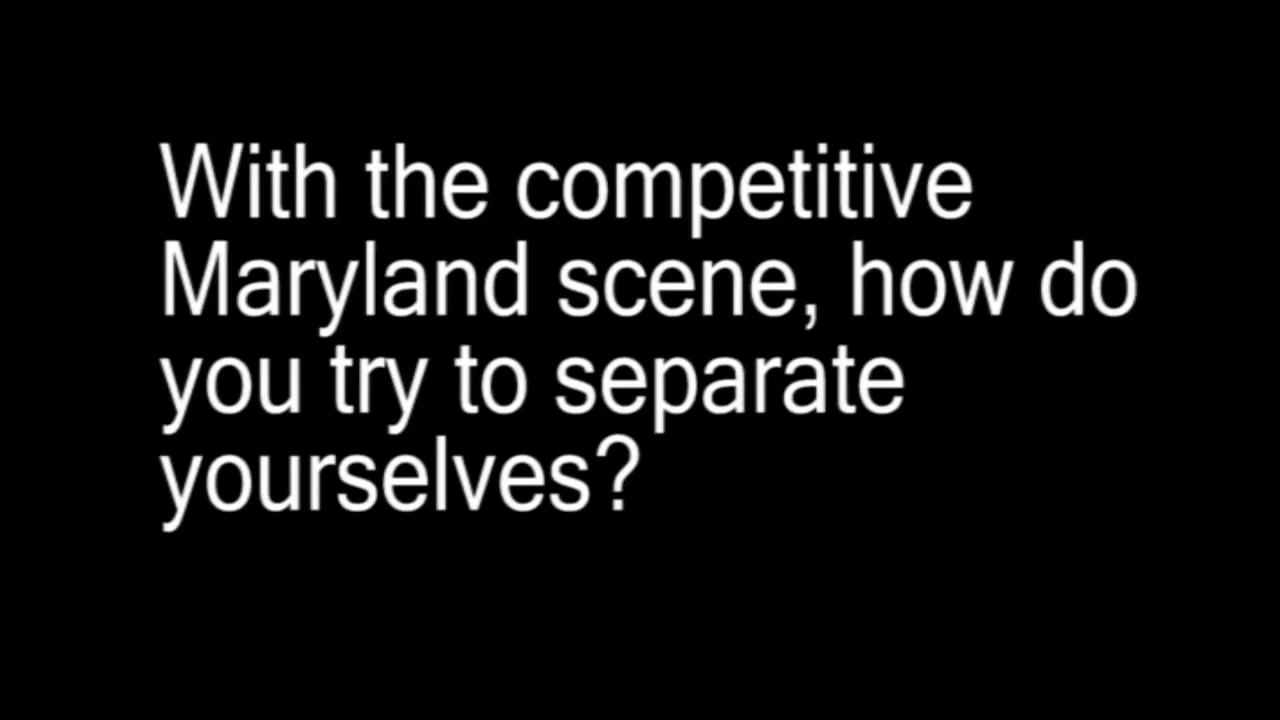 With the competitive
Maryland scene, how do
you try to separate
yourselves?